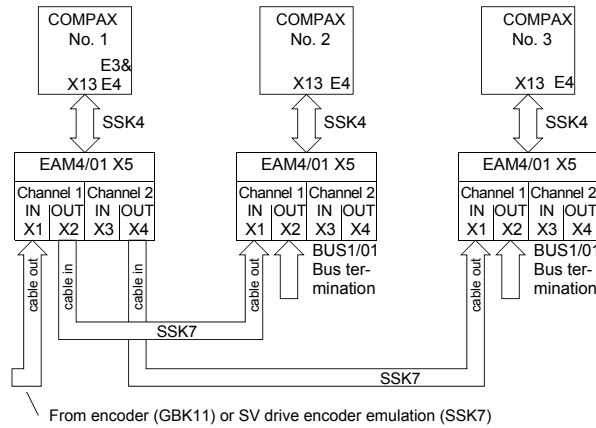 COMPAX
No. 1
E3&
X13 E4
SSK4
EAM4/01 X5
Channel 1 Channel 2
IN OUT IN OUT
X1 X2 X3 X4
cable out
cable in
cable in
COMPAX
No. 2
X13 E4
SSK4
EAM4/01 X5
Channel 1 Channel 2
IN OUT IN OUT
X1 X2 X3 X4
cable out
BUS1/01
Bus ter-
mination
COMPAX
No. 3
X13 E4
SSK4
EAM4/01 X5
Channel 1 Channel 2
IN OUT IN OUT
X1 X2 X3 X4
cable out
BUS1/01
Bus ter-
mination
SSK7
SSK7
From encoder (GBK11) or SV drive encoder emulation (SSK7)